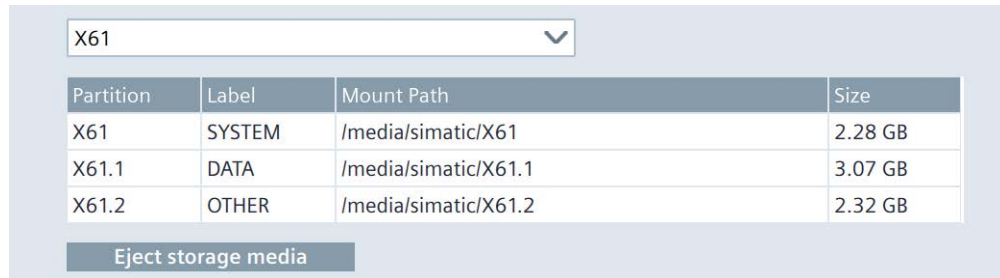 X61
Partition Label Mount Path Size
X61 SYSTEM /media/simatic/X61 2.28 GB
X61.1 DATA /media/simatic/X61.1 3.07 GB
X61.2 OTHER /media/simatic/X61.2 2.32 GB
Eject storage media